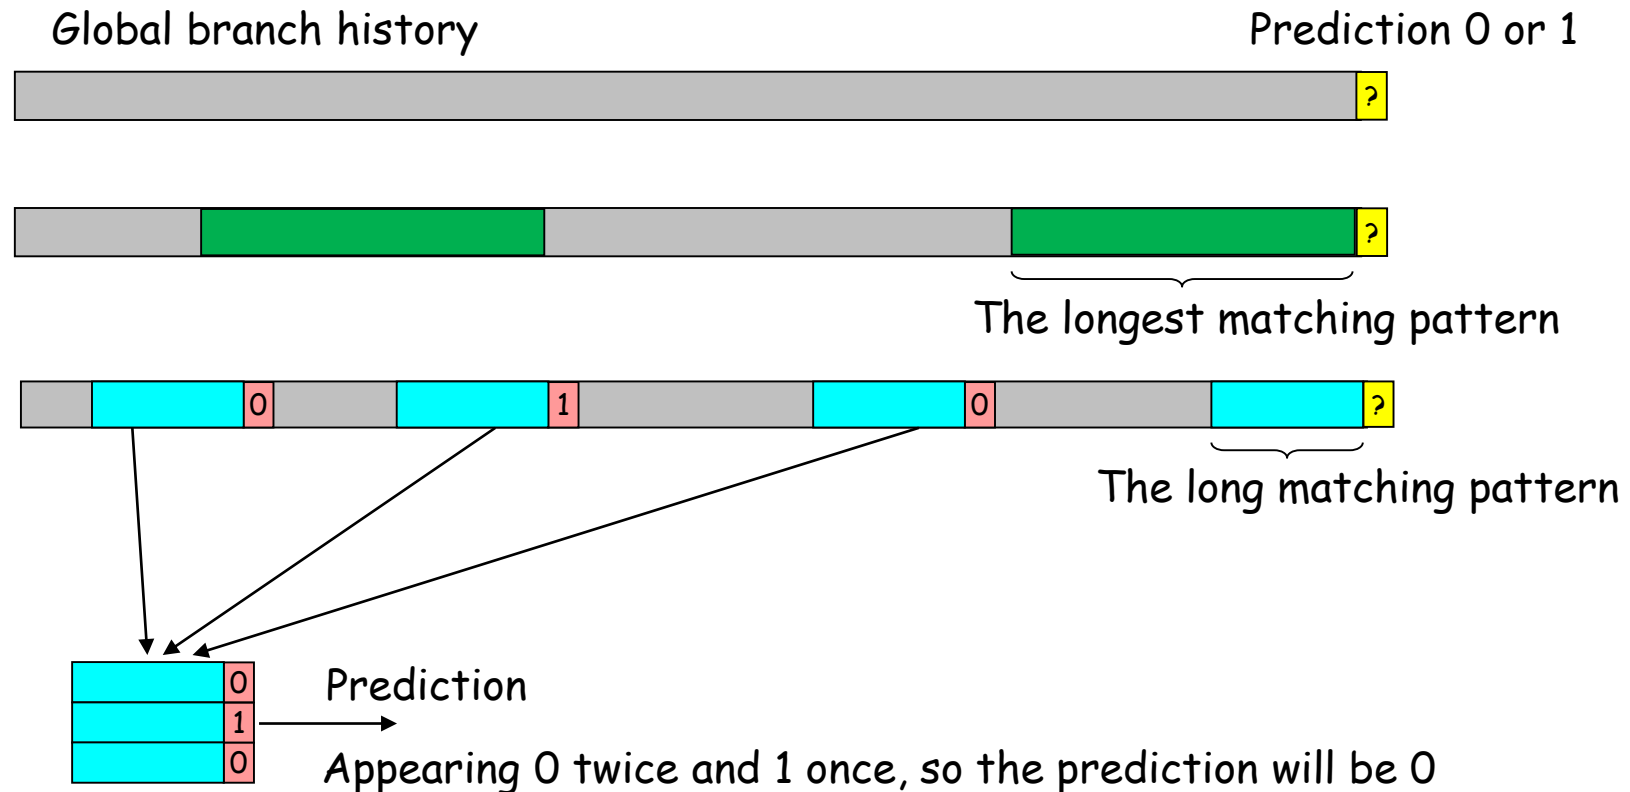 Global branch history
Prediction 0 or 1
?
?
The longest matching pattern
0 1 0 ?
The long matching pattern
0
Prediction
1
0
Appearing 0 twice and 1 once, so the prediction will be 0